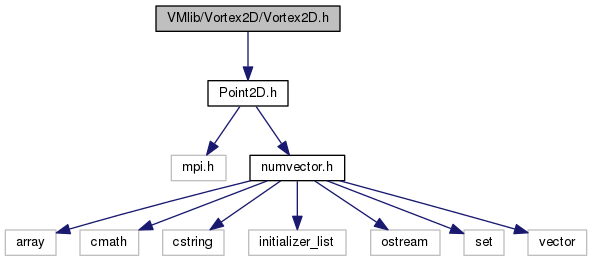 VMlib/Vortex2D/Vortex2D.h
Point2D.h
mpi.h
numvector.h
array
cmath
cstring
initializer_list
ostream
set
vector